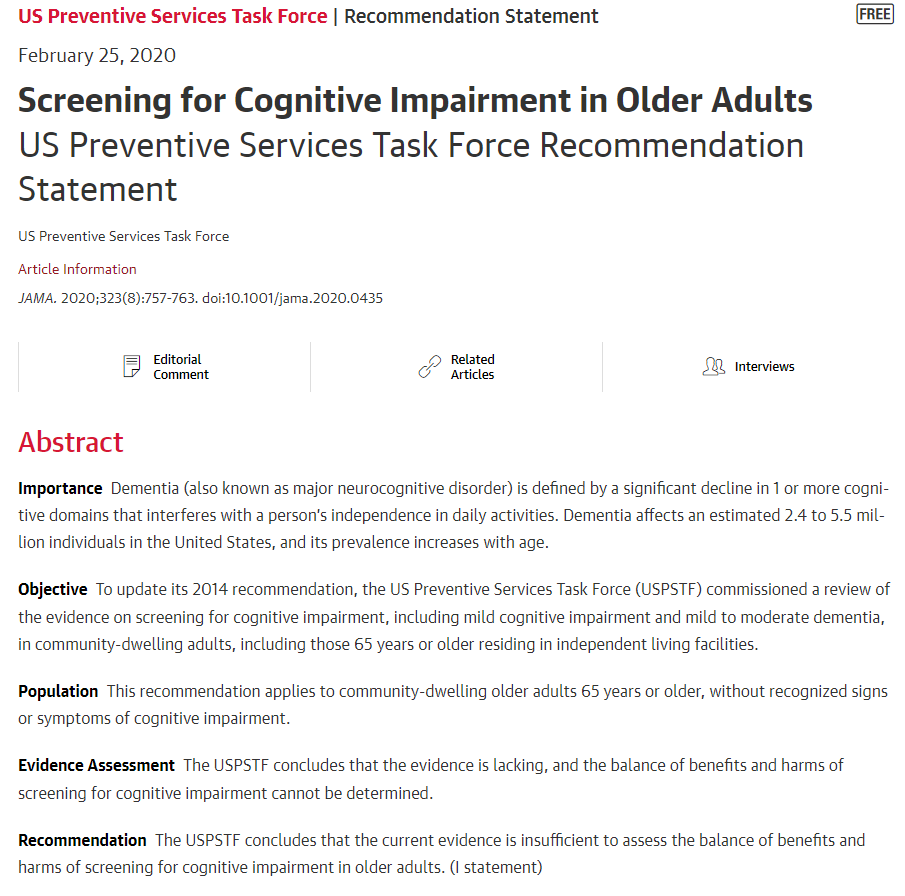 US Preventive Services Task Force | Recommendation Statement
FREE
February 25, 2020
Screening for Cognitive Impairment in Older Adults
US Preventive Services Task Force Recommendation
Statement
US Preventive Services Task Force
Article Information
JAMA. 2020;323(8):757-763. doi:10.1001/jama.2020.0435
Editorial
Comment
Related
Articles
Interviews
Abstract
Importance Dementia (also known as major neurocognitive disorder) is defined by a significant decline in 1 or more cogni-
tive domains that interferes with a person’s independence in daily activities. Dementia affects an estimated 2.4 to 5.5 mil-
lion individuals in the United States, and its prevalence increases with age.
Objective To update its 2014 recommendation, the US Preventive Services Task Force (USPSTF) commissioned a review of
the evidence on screening for cognitive impairment, including mild cognitive impairment and mild to moderate dementia,
in community-dwelling adults, including those 65 years or older residing in independent living facilities.
Population This recommendation applies to community-dwelling older adults 65 years or older, without recognized signs
or symptoms of cognitive impairment.
Evidence Assessment The USPSTF concludes that the evidence is lacking, and the balance of benefits and harms of
screening for cognitive impairment cannot be determined.
Recommendation The USPSTF concludes that the current evidence is insufficient to assess the balance of benefits and
harms of screening for cognitive impairment in older adults. (I statement)